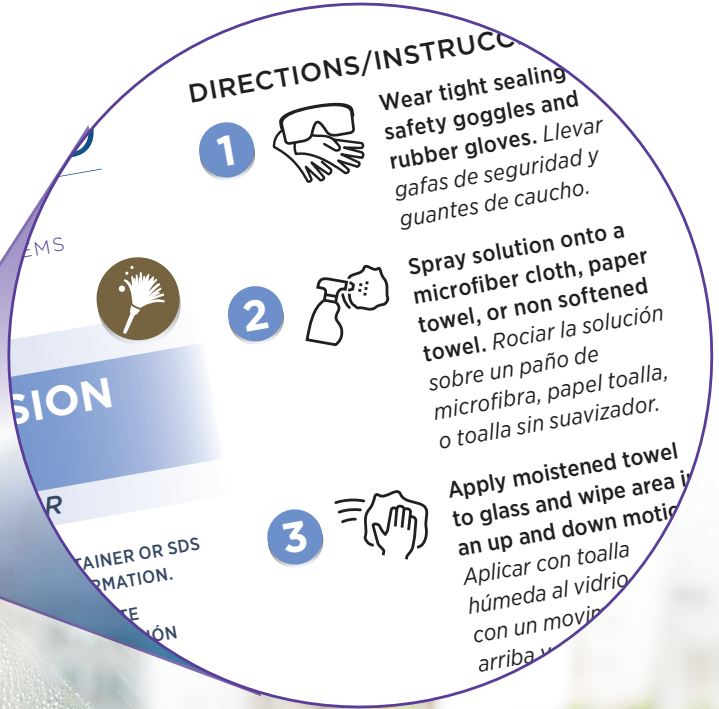 DIRECTIONS/INSTRUCC
1
Wear tight sealing
safety goggles and
rubber gloves. Llevar
gafas de seguridad y
guantes de caucho.
EMS
2
Spray solution onto a
microfiber cloth, paper
towel, or non softened
towel. Rociar la solución
sobre un paño de
microfibra, papel toalla,
o toalla sin suavizador.
SION
R
3
Apply moistened towel
to glass and wipe area i
an up and down motio
Aplicar con toalla
húmeda al vidrio
con un movim
arriba y
TAINER OR SDS
RMATION.
TE
IÓN